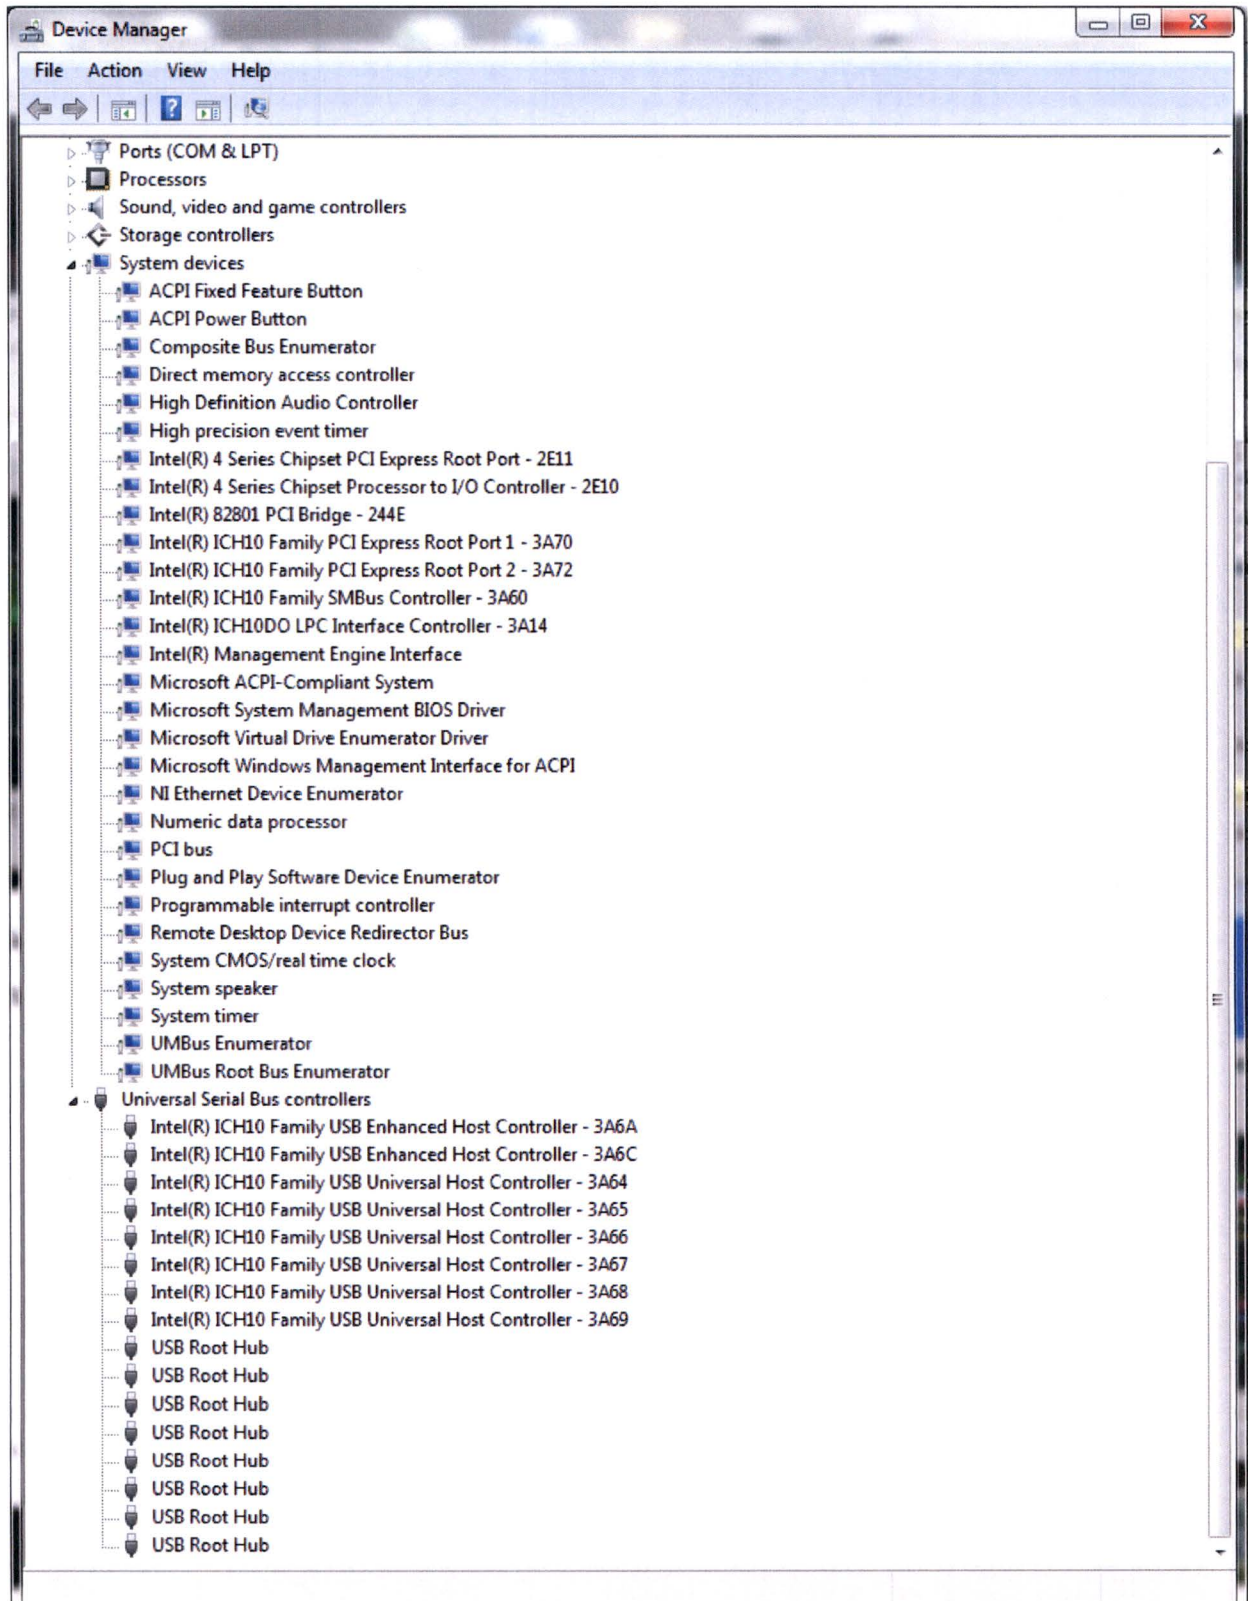 Device Manager
File Action View Help
Ports (COM & LPT)
Processors
Sound, video and game controllers
Storage controllers
System devices
ACPI Fixed Feature Button
ACPI Power Button
Composite Bus Enumerator
Direct memory access controller
High Definition Audio Controller
High precision event timer
Intel(R) 4 Series Chipset PCI Express Root Port - 2E11
Intel(R) 4 Series Chipset Processor to I/O Controller - 2E10
Intel(R) 82801 PCI Bridge - 244E
Intel(R) ICH10 Family PCI Express Root Port 1 - 3A70
Intel(R) ICH10 Family PCI Express Root Port 2 - 3A72
Intel(R) ICH10 Family SMBus Controller - 3A60
Intel(R) ICH10DO LPC Interface Controller - 3A14
Intel(R) Management Engine Interface
Microsoft ACPI-Compliant System
Microsoft System Management BIOS Driver
Microsoft Virtual Drive Enumerator Driver
Microsoft Windows Management Interface for ACPI
NI Ethernet Device Enumerator
Numeric data processor
PCI bus
Plug and Play Software Device Enumerator
Programmable interrupt controller
Remote Desktop Device Redirector Bus
System CMOS/real time clock
System speaker
System timer
UMBus Enumerator
UMBus Root Bus Enumerator
Universal Serial Bus controllers
Intel(R) ICH10 Family USB Enhanced Host Controller - 3A6A
Intel(R) ICH10 Family USB Enhanced Host Controller - 3A6C
Intel(R) ICH10 Family USB Universal Host Controller - 3A64
Intel(R) ICH10 Family USB Universal Host Controller - 3A65
Intel(R) ICH10 Family USB Universal Host Controller - 3A66
Intel(R) ICH10 Family USB Universal Host Controller - 3A67
Intel(R) ICH10 Family USB Universal Host Controller - 3A68
Intel(R) ICH10 Family USB Universal Host Controller - 3A69
USB Root Hub
USB Root Hub
USB Root Hub
USB Root Hub
USB Root Hub
USB Root Hub
USB Root Hub
USB Root Hub